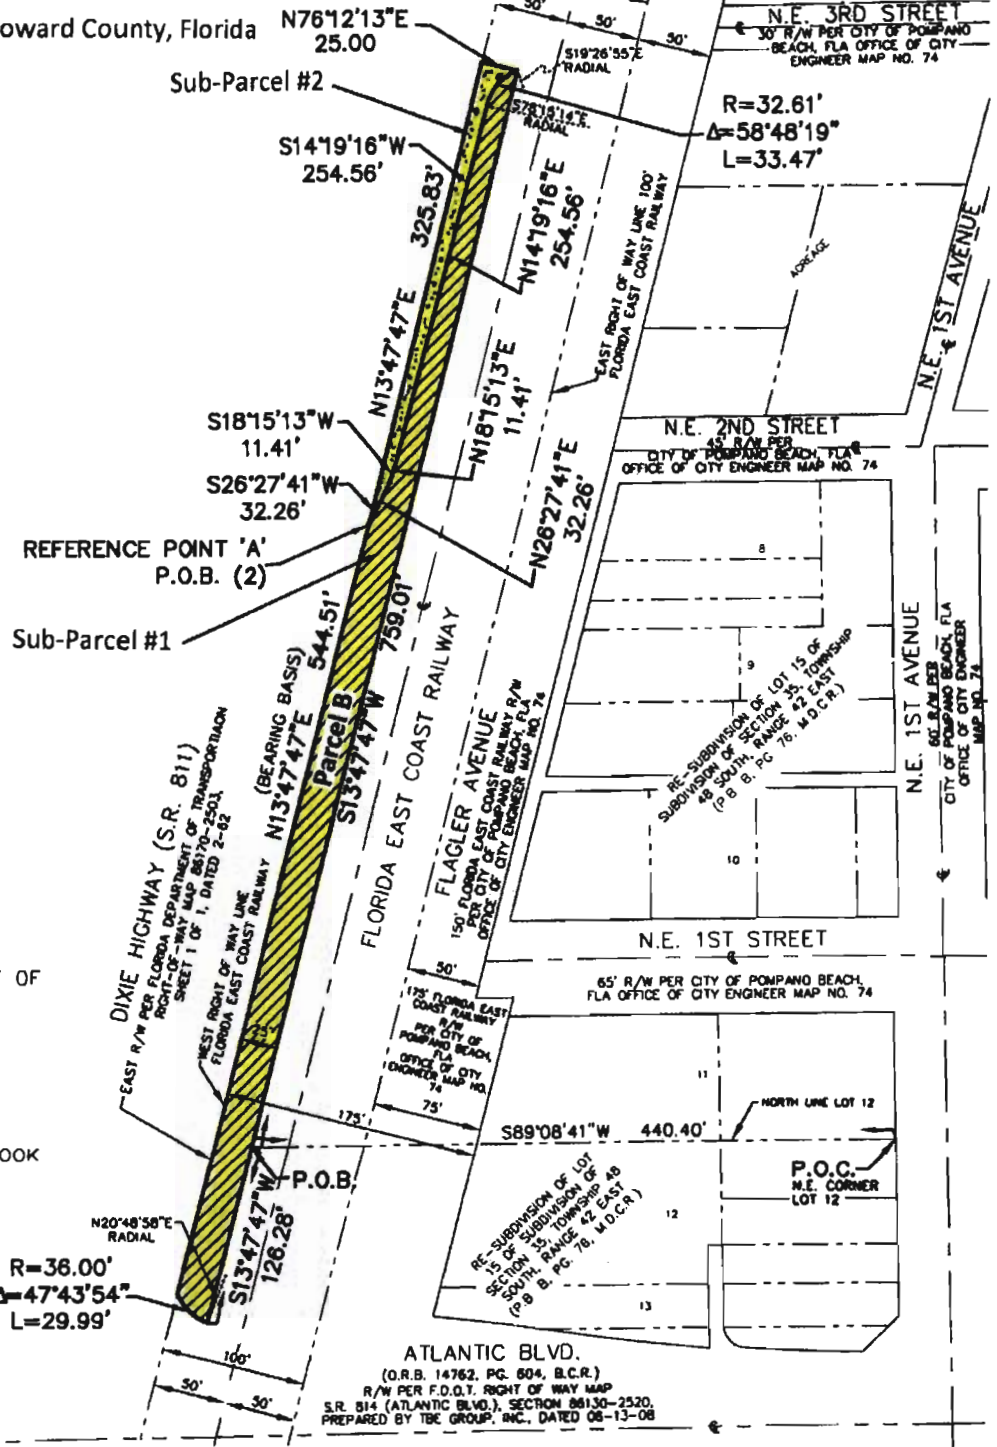 oward County, Florida
N76°12'13"E
25.00
50'
50'
50'
S19°26'55"E
RADIAL
N.E. 3RD STREET
30' R/W PER CITY OF POMPANO
BEACH, FLA OFFICE OF CITY
ENGINEER MAP NO. 74
Sub-Parcel #2
S78°15'14"E
RADIAL
R=32.61'
Δ=58°48'19"
L=33.47'
S14°19'16"W
254.56'
325.83'
N13°47'47"E
N14°19'16"E
254.56'
EAST RIGHT OF WAY LINE 100'
FLORIDA EAST COAST RAILWAY
ACREAGE
N.E. 1ST AVENUE
S18°15'13"W
11.41'
N18°15'13"E
11.41'
N.E. 2ND STREET
45' R/W PER
CITY OF POMPANO BEACH, FLA
OFFICE OF CITY ENGINEER MAP NO. 74
S26°27'41"W
32.26'
N26°27'41"E
32.26'
REFERENCE POINT 'A'
P.O.B. (2)
8
Sub-Parcel #1
544.51'
759.01'
9
RE-SUBDIVISION OF LOT 15 OF
SUBDIVISION OF SECTION 35, TOWNSHIP
48 SOUTH, RANGE 42 EAST
(P.B B, PG 76, M.D.C.R.)
N.E. 1ST AVENUE
60' R/W PER
CITY OF POMPANO BEACH, FLA
OFFICE OF CITY ENGINEER
MAP NO. 74
N13°47'47"E
(BEARING BASIS)
Parcel B
S13°47'47"W
FLORIDA EAST COAST RAILWAY
FLAGLER AVENUE
150' FLORIDA EAST COAST RAILWAY R/W
PER CITY OF POMPANO BEACH, FLA
OFFICE OF CITY ENGINEER MAP NO. 74
DIXIE HIGHWAY (S.R. 811)
EAST R/W PER FLORIDA DEPARTMENT OF TRANSPORTIAON
RIGHT-OF-WAY MAP 86170-2503,
SHEET 1 OF 1, DATED 2-62
WEST RIGHT OF WAY LINE
FLORIDA EAST COAST RAILWAY
10
N.E. 1ST STREET
OF
50'
65' R/W PER CITY OF POMPANO BEACH,
FLA OFFICE OF CITY ENGINEER MAP NO. 74
175' FLORIDA EAST
COAST RAILWAY
R/W
PER CITY OF
POMPANO BEACH,
FLA
OFFICE OF CITY
ENGINEER MAP NO.
74
25'
11
175'
75'
NORTH LINE LOT 12
S89°08'41"W 440.40'
OOK
P.O.B.
P.O.C.
N.E. CORNER
LOT 12
RE-SUBDIVISION OF LOT
15 OF SUBDIVISION OF
SECTION 35, TOWNSHIP 48
SOUTH, RANGE 42 EAST
(P.B B, PG. 76, M.D.C.R.)
12
N20°48'58"E
RADIAL
S13°47'47"W
126.28'
R=36.00'
Δ=47°43'54"
L=29.99'
13
100'
50'
50'
ATLANTIC BLVD.
(O.R.B. 14762, PG. 604, B.C.R.)
R/W PER F.D.O.T. RIGHT OF WAY MAP
S.R. 814 (ATLANTIC BLVD.), SECTION 86130-2520,
PREPARED BY TBE GROUP, INC., DATED 06-13-08